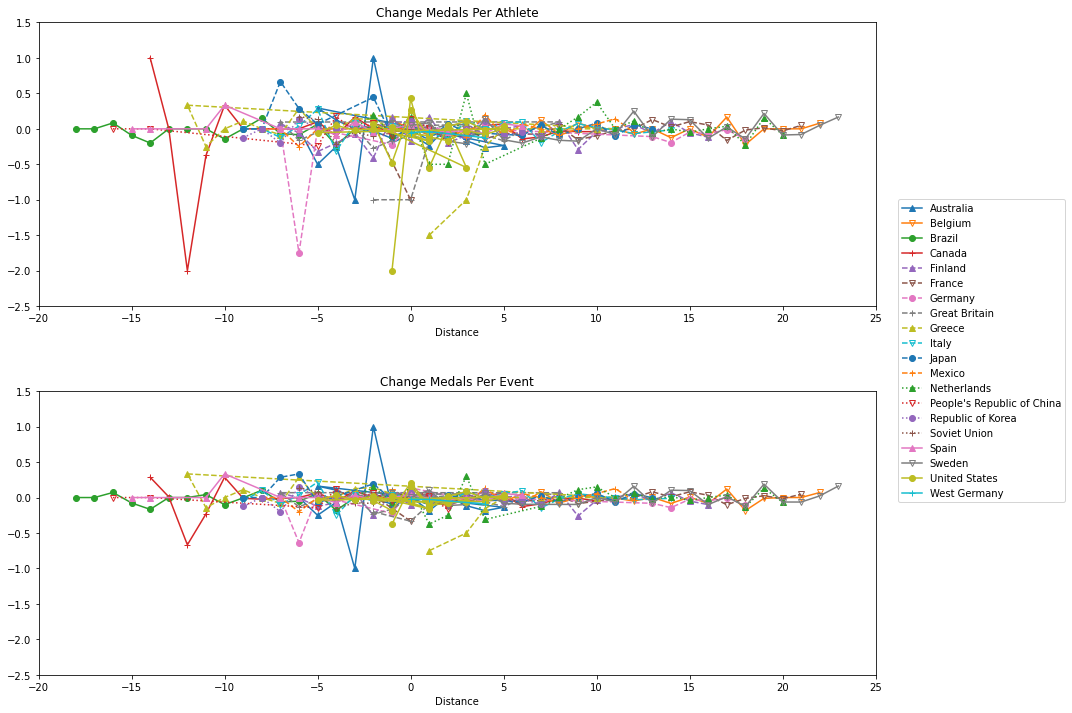 Change Medals Per Athlete
1.5
1.0
0.5
0.0
−0.5
−1.0
−1.5
−2.0
−2.5
−20 −15 −10 −5 0 5 10 15 20 25
Distance
Australia
Belgium
Brazil
Canada
Finland
France
Germany
Great Britain
Greece
Italy
Japan
Mexico
Netherlands
People's Republic of China
Republic of Korea
Soviet Union
Spain
Sweden
United States
West Germany
Change Medals Per Event
1.5
1.0
0.5
0.0
−0.5
−1.0
−1.5
−2.0
−2.5
−20 −15 −10 −5 0 5 10 15 20 25
Distance